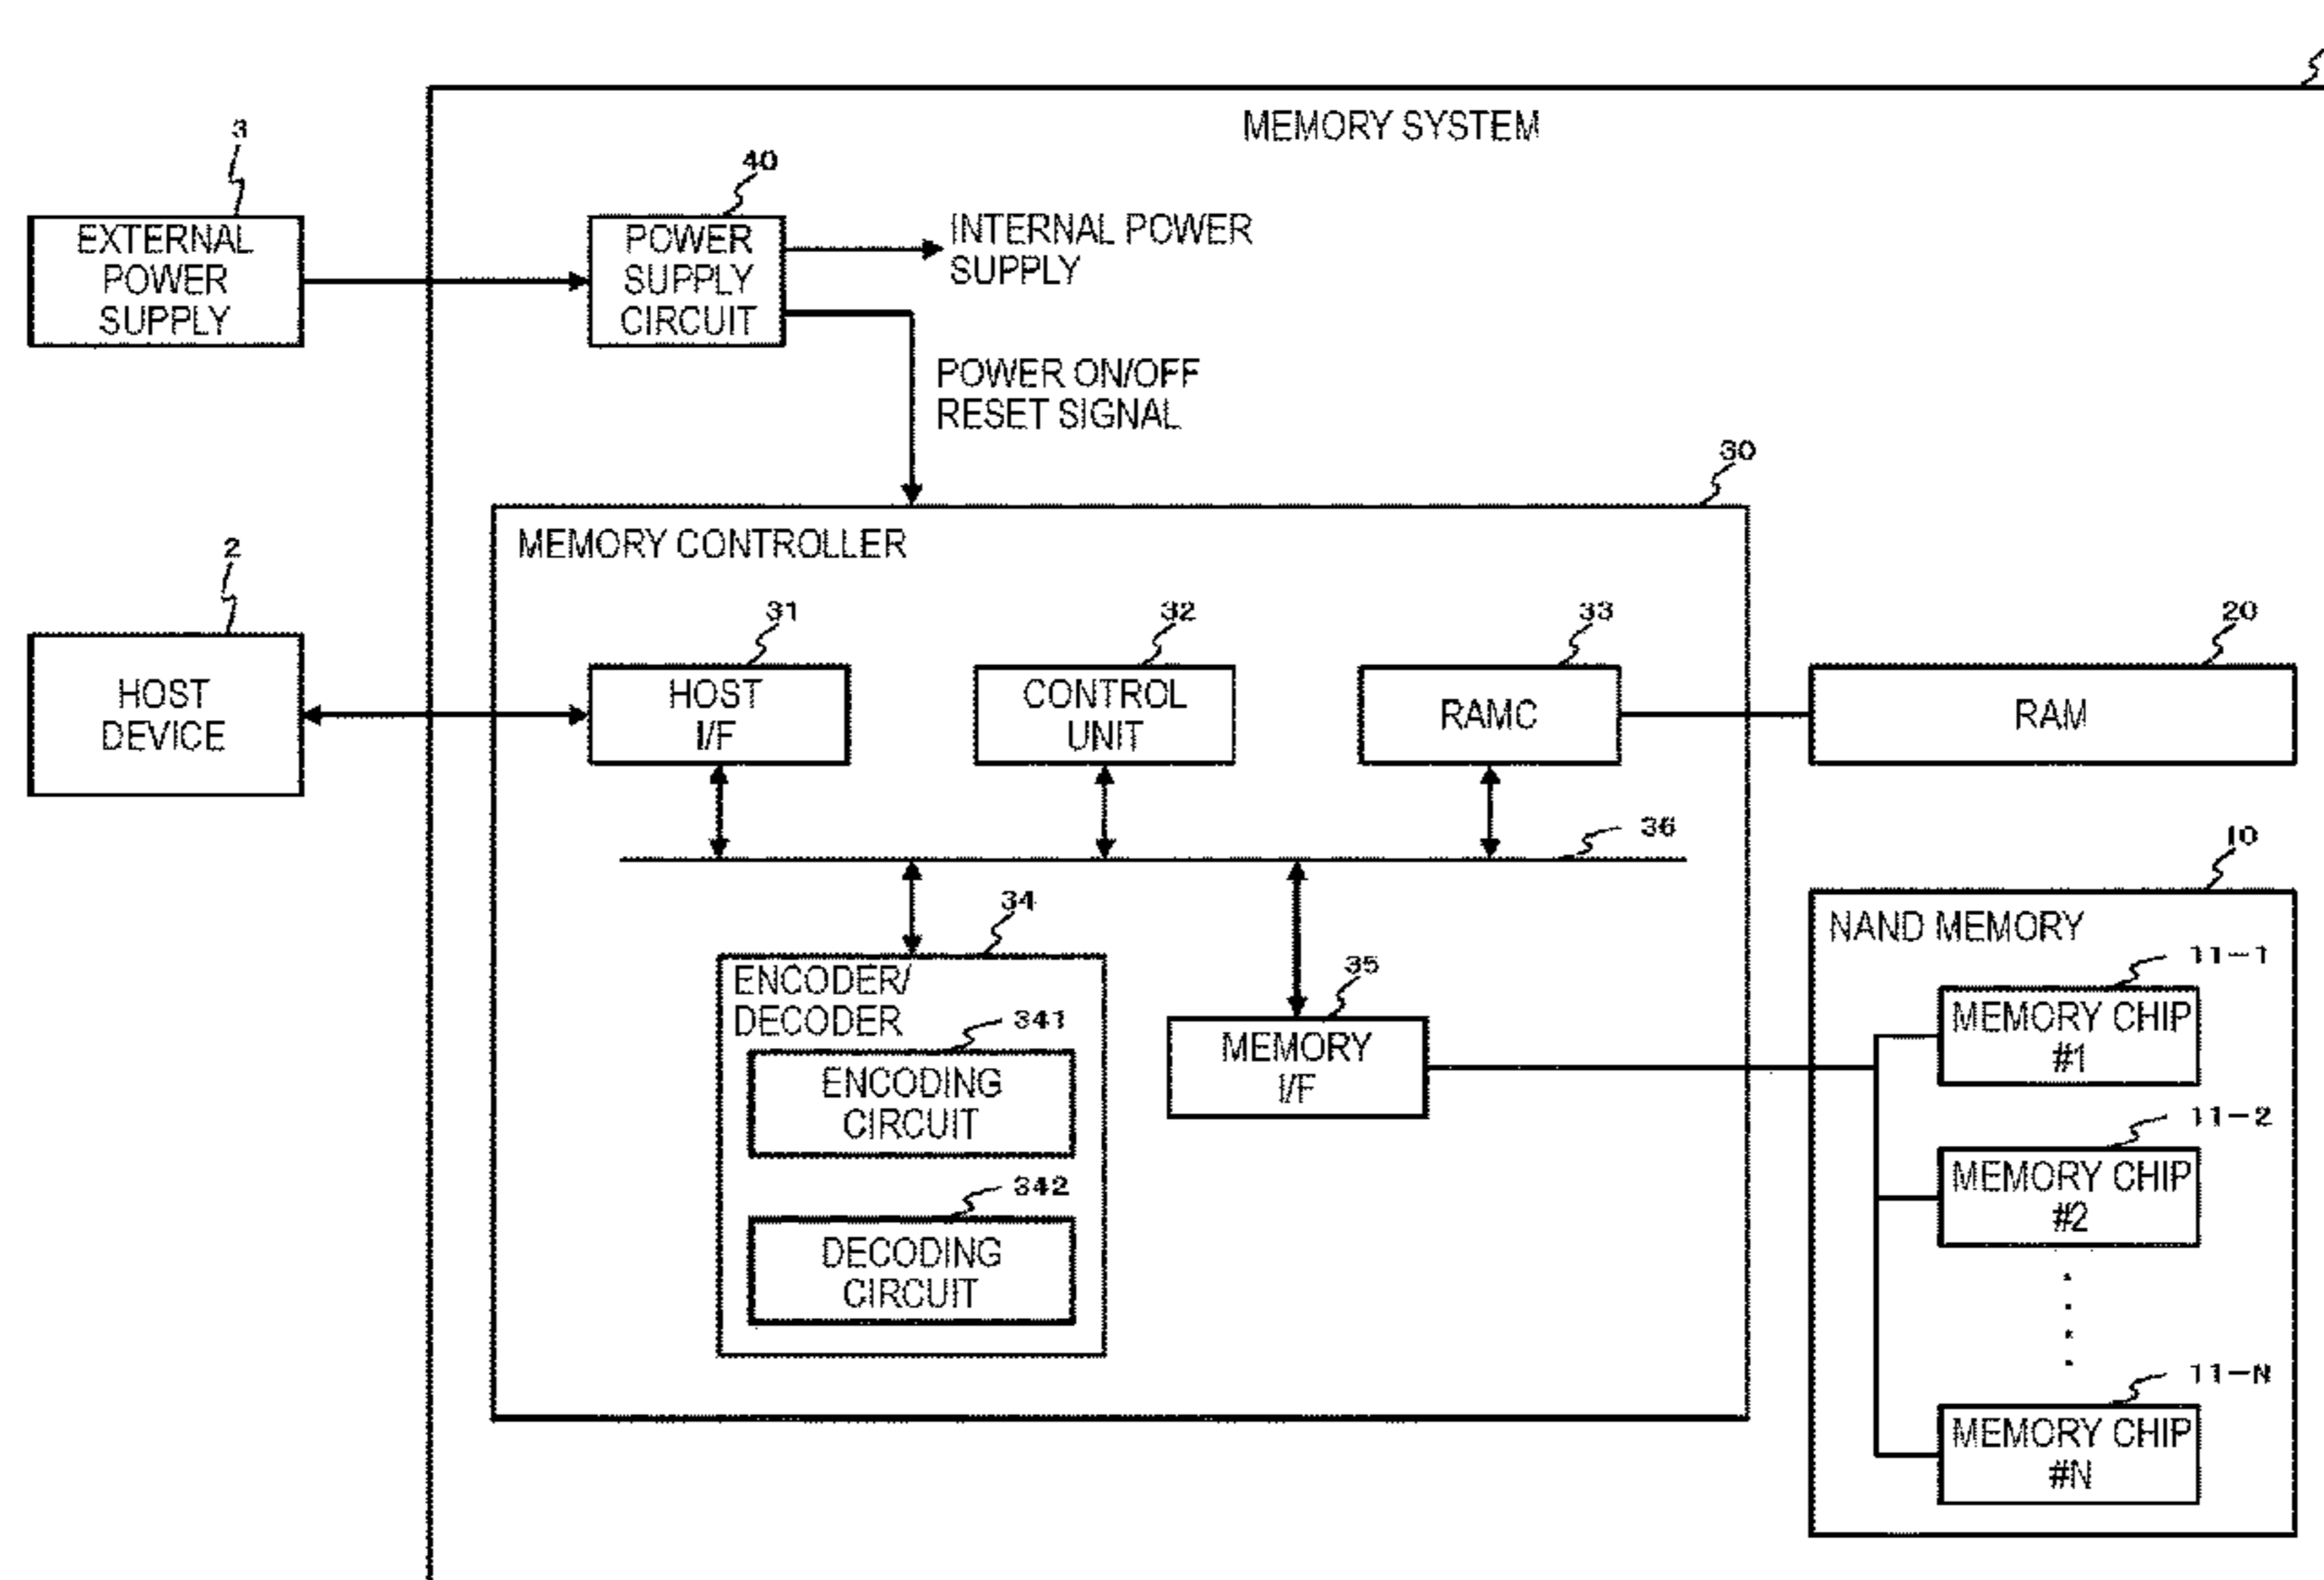 MEMORY SYSTEM
3
40
EXTERNAL
POWER
SUPPLY
POWER
SUPPLY
CIRCUIT
INTERNAL POWER
SUPPLY
POWER ON/OFF
RESET SIGNAL
30
MEMORY CONTROLLER
2
HOST
DEVICE
31
HOST
I/F
32
CONTROL
UNIT
33
RAMC
20
RAM
36
10
NAND MEMORY
34
ENCODER/
DECODER
341
ENCODING
CIRCUIT
342
DECODING
CIRCUIT
35
MEMORY
I/F
11-1
MEMORY CHIP
#1
11-2
MEMORY CHIP
#2
11-N
MEMORY CHIP
#N